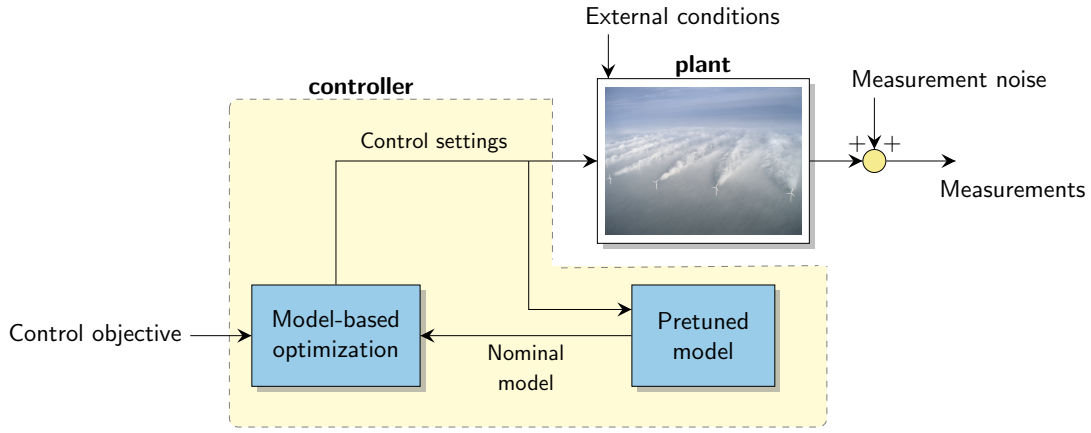 External conditions
plant
controller
Measurement noise
Control settings
+ +
Measurements
Control objective
Model-based
optimization
Nominal
model
Pretuned
model